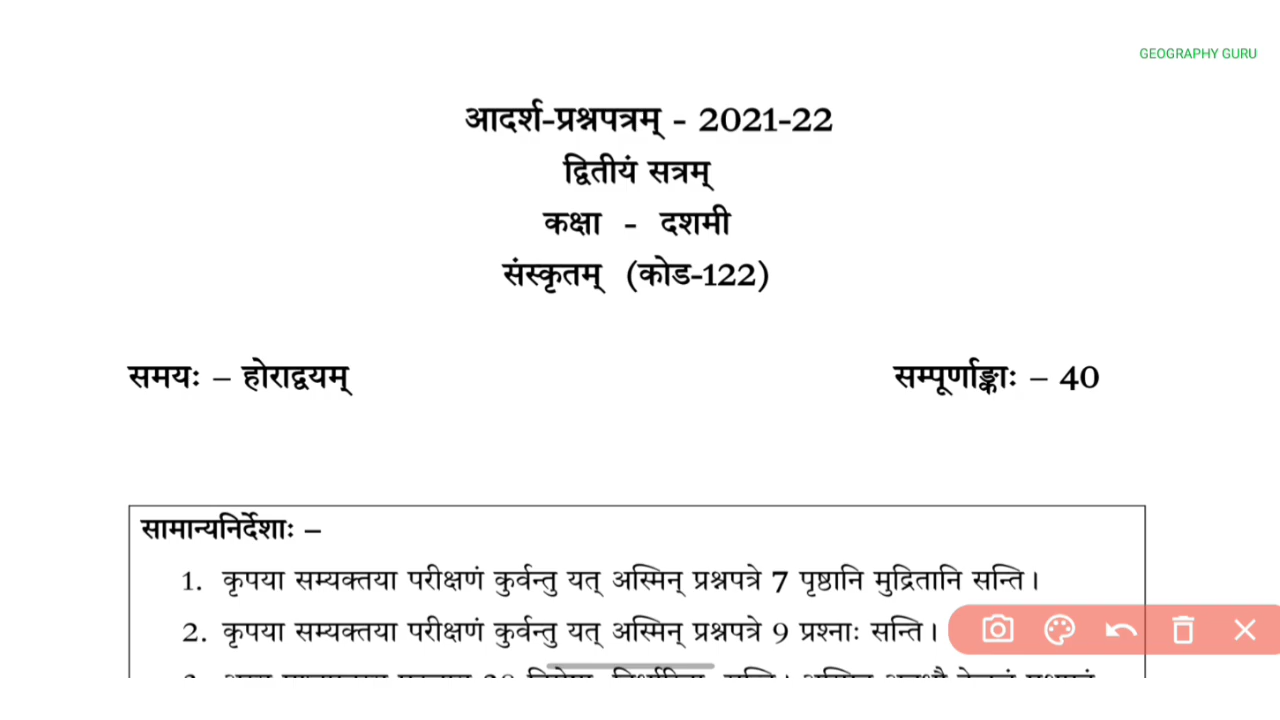 GEOGRAPHY GURU
आदर्श-प्रश्नपत्रम् - 2021-22
द्वितीयं सत्रम्
कक्षा - दशमी
संस्कृतम् (कोड-122)
समयः – होराद्वयम्
सम्पूर्णाङ्काः – 40
सामान्यनिर्देशाः –
1. कृपया सम्यक्तया परीक्षणं कुर्वन्तु यत् अस्मिन् प्रश्नपत्रे 7 पृष्ठानि मुद्रितानि सन्ति।
2. कृपया सम्यक्तया परीक्षणं कुर्वन्तु यत् अस्मिन् प्रश्नपत्रे 9 प्रश्नाः सन्ति।